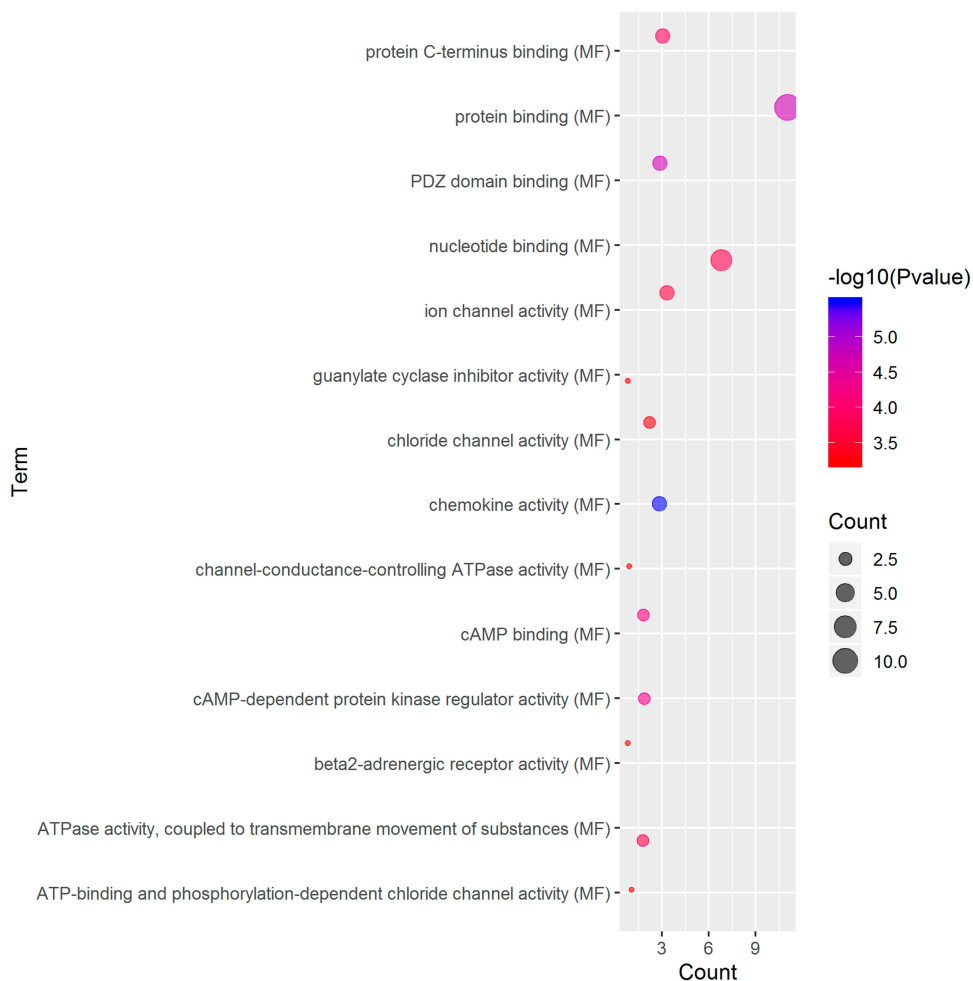 protein C-terminus binding (MF)
protein binding (MF)
PDZ domain binding (MF)
nucleotide binding (MF)
ion channel activity (MF)
guanylate cyclase inhibitor activity (MF)
chloride channel activity (MF)
chemokine activity (MF)
channel-conductance-controlling ATPase activity (MF)
cAMP binding (MF)
cAMP-dependent protein kinase regulator activity (MF)
beta2-adrenergic receptor activity (MF)
ATPase activity, coupled to transmembrane movement of substances (MF)
ATP-binding and phosphorylation-dependent chloride channel activity (MF)
Term
3 6 9
Count
-log10(Pvalue)
5.0
4.5
4.0
3.5
Count
2.5
5.0
7.5
10.0